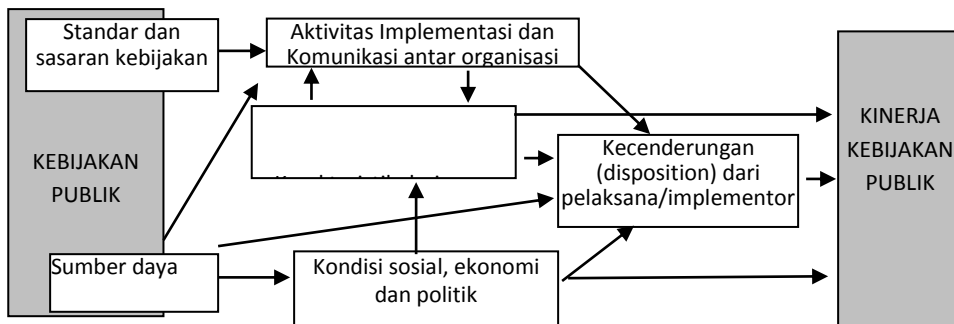 Standar dan
sasaran kebijakan
Aktivitas Implementasi dan
Komunikasi antar organisasi
KEBIJAKAN
PUBLIK
Kecenderungan
(disposition) dari
pelaksana/implementor
KINERJA
KEBIJAKAN
PUBLIK
Sumber daya
Kondisi sosial, ekonomi
dan politik